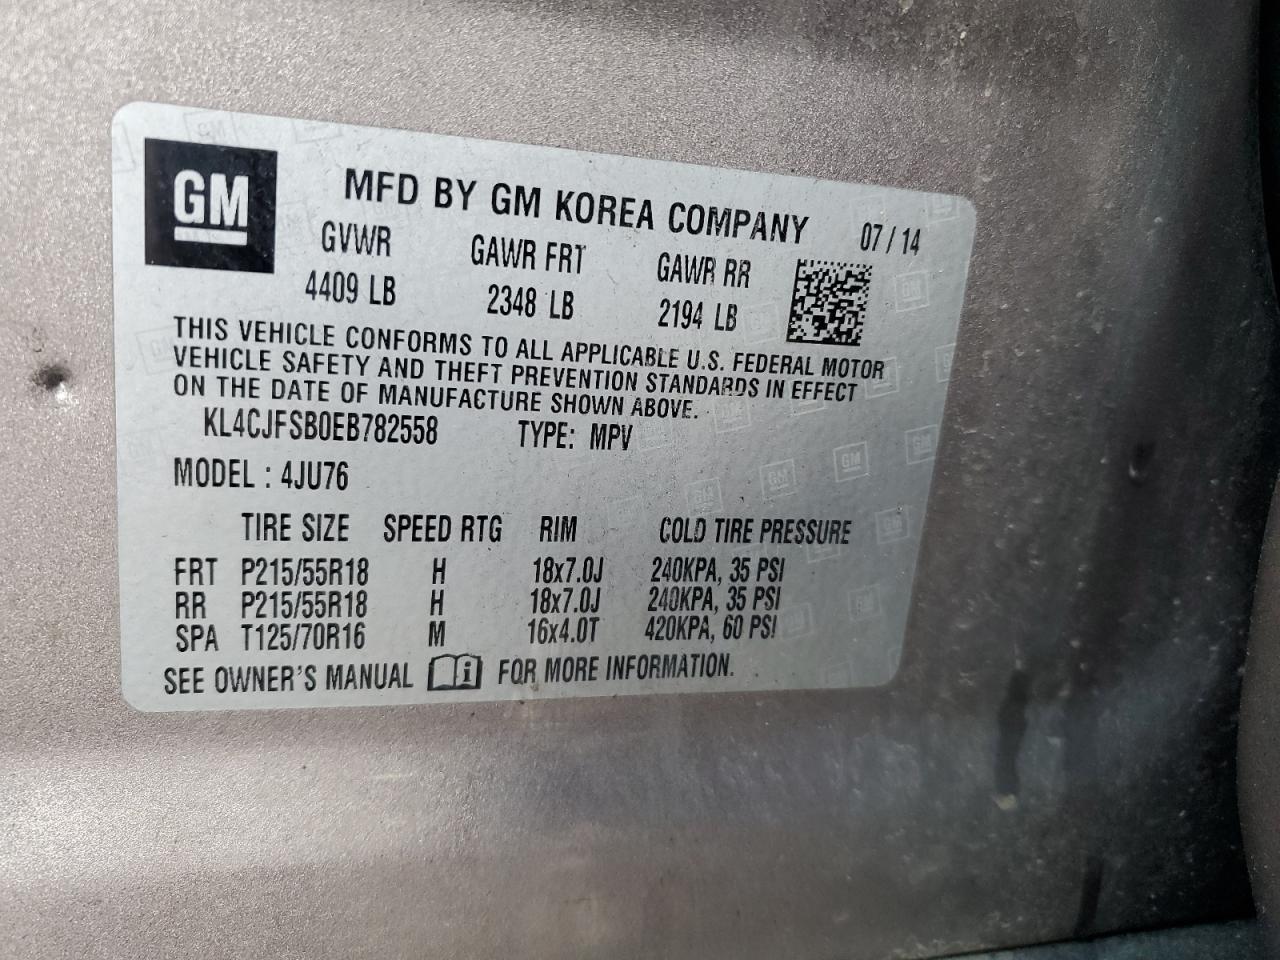 GM
MFD BY GM KOREA COMPANY 07/14
GVWR GAWR FRT GAWR RR
4409 LB 2348 LB 2194 LB
THIS VEHICLE CONFORMS TO ALL APPLICABLE U.S. FEDERAL MOTOR
VEHICLE SAFETY AND THEFT PREVENTION STANDARDS IN EFFECT
ON THE DATE OF MANUFACTURE SHOWN ABOVE.
KL4CJFSB0EB782558 TYPE: MPV
MODEL : 4JU76
TIRE SIZE SPEED RTG RIM COLD TIRE PRESSURE
FRT P215/55R18 H 18x7.0J 240KPA, 35 PSI
RR P215/55R18 H 18x7.0J 240KPA, 35 PSI
SPA T125/70R16 M 16x4.0T 420KPA, 60 PSI
SEE OWNER'S MANUAL i FOR MORE INFORMATION.